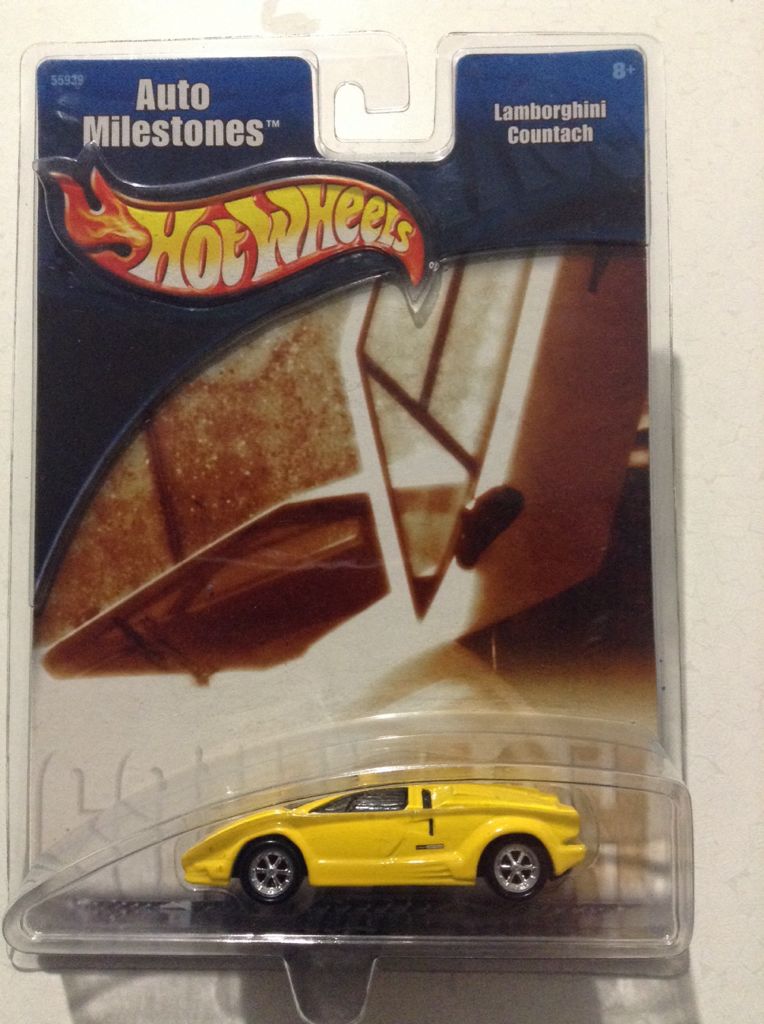 55939
Auto
Milestones™
8+
Lamborghini
Countach
Hot Wheels®